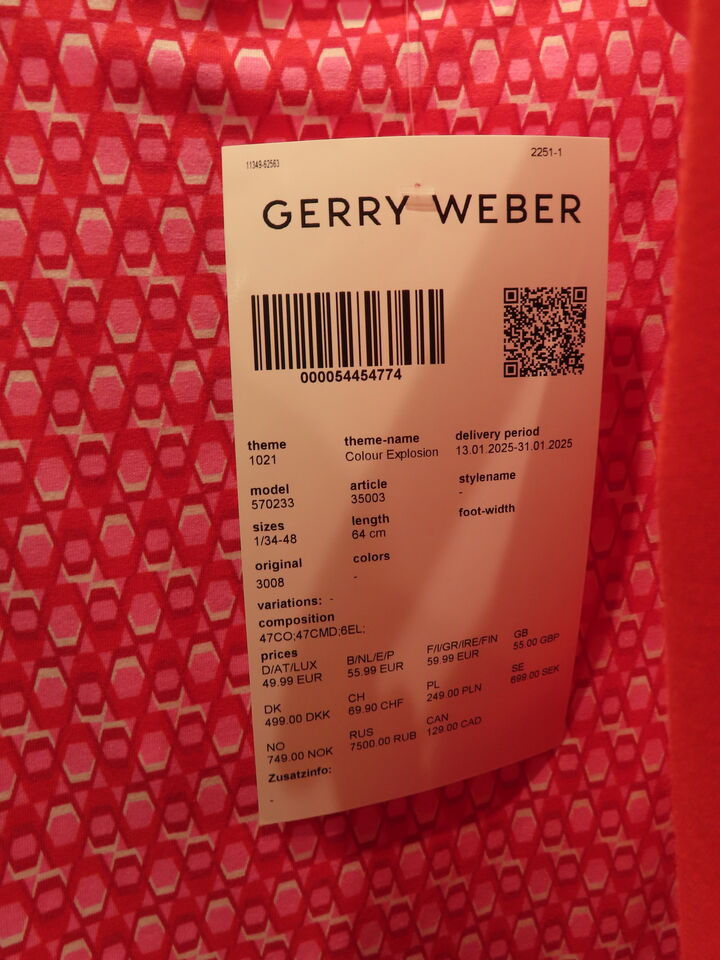 11349-62563
2251-1
GERRY WEBER
000054454774
theme theme-name delivery period
1021 Colour Explosion 13.01.2025-31.01.2025
model article stylename
570233 35003 -
sizes length foot-width
1/34-48 64 cm
original colors
3008 -
variations: -
composition
47CO;47CMD;6EL;
prices
D/AT/LUX B/NL/E/P F/I/GR/IRE/FIN GB
49.99 EUR 55.99 EUR 59.99 EUR 55.00 GBP
DK CH PL SE
499.00 DKK 69.90 CHF 249.00 PLN 699.00 SEK
NO RUS CAN
749.00 NOK 7500.00 RUB 129.00 CAD
Zusatzinfo:
-